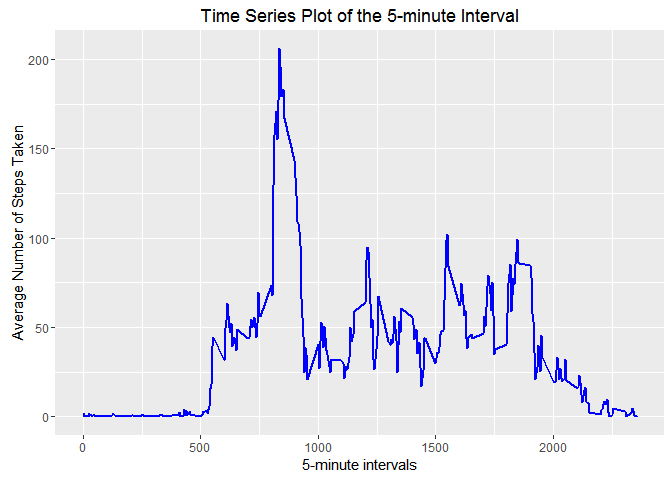 Time Series Plot of the 5-minute Interval
Average Number of Steps Taken
200
150
100
50
0
0 500 1000 1500 2000
5-minute intervals